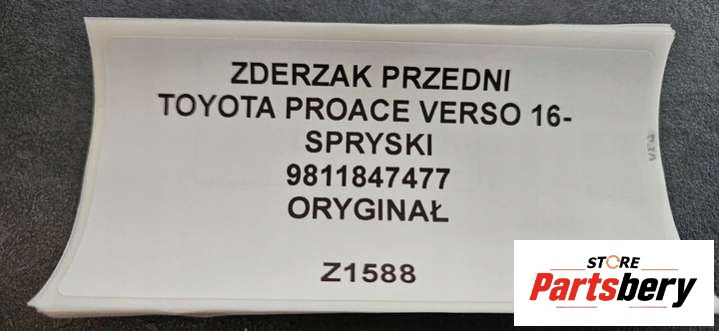 ZDERZAK PRZEDNI
TOYOTA PROACE VERSO 16-
SPRYSKI
9811847477
ORYGINAŁ
Z1588
STORE
Partsbery